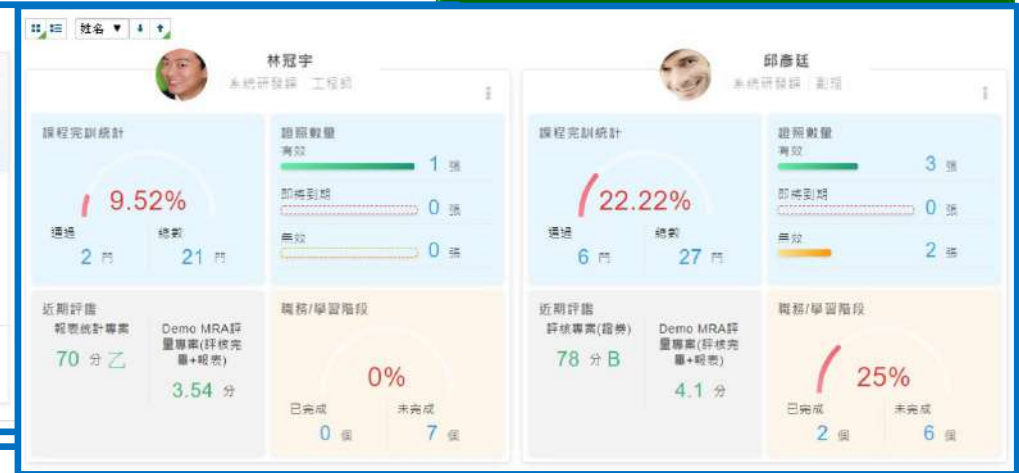 姓名 ▼
林冠宇
系統研發課 工程師
課程完訓統計
9.52%
通過
2 門
總數
21 門
證照數量
有效
1 張
即將到期
0 張
無效
0 張
近期評鑑
報表統計專案
70 分 乙
Demo MRA評
量專案(評核完
畢+報表)
3.54 分
職務/學習階段
0%
已完成
0 個
未完成
7 個
邱彥廷
系統研發課 副理
課程完訓統計
22.22%
通過
6 門
總數
27 門
證照數量
有效
3 張
即將到期
0 張
無效
2 張
近期評鑑
評核專案(證券)
78 分 B
Demo MRA評
量專案(評核完
畢+報表)
4.1 分
職務/學習階段
25%
已完成
2 個
未完成
6 個